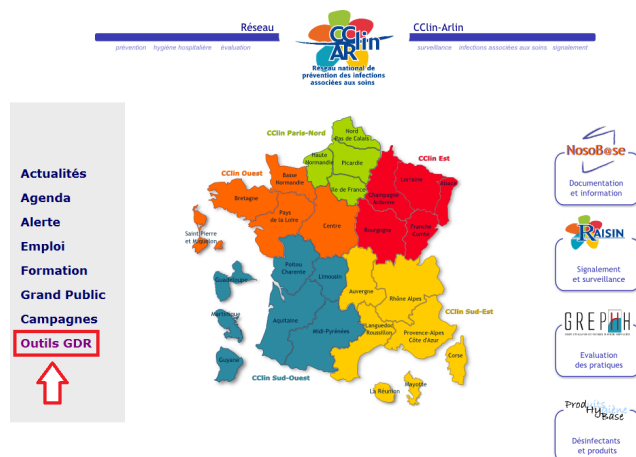 Réseau
CClin-Arlin
prévention hygiène hospitalière évaluation
surveillance infections associées aux soins signalement
CClin
AR
Réseau national de
prévention des infections
associées aux soins
Actualités
Agenda
Alerte
Emploi
Formation
Grand Public
Campagnes
Outils GDR
CClin Paris-Nord
Nord
Pas de Calais
Haute
Normandie
Picardie
Ile de France
CClin Ouest
Basse
Normandie
Bretagne
Pays
de la Loire
Centre
Saint Pierre
et Miquelon
CClin Est
Lorraine
Alsace
Champagne
Ardenne
Bourgogne
Franche
Comté
Guadeloupe
Martinique
Guyane
Poitou
Charente
Limousin
Aquitaine
Midi-Pyrénées
CClin Sud-Ouest
Auvergne
Rhône Alpes
CClin Sud-Est
Languedoc
Roussillon
Provence-Alpes
Côte d'Azur
Corse
La Réunion
Mayotte
NosoB@se
Documentation
et information
RAISIN
Signalement
et surveillance
GREPHH
Evaluation
des pratiques
Prod'Hybase
Désinfectants
et produits